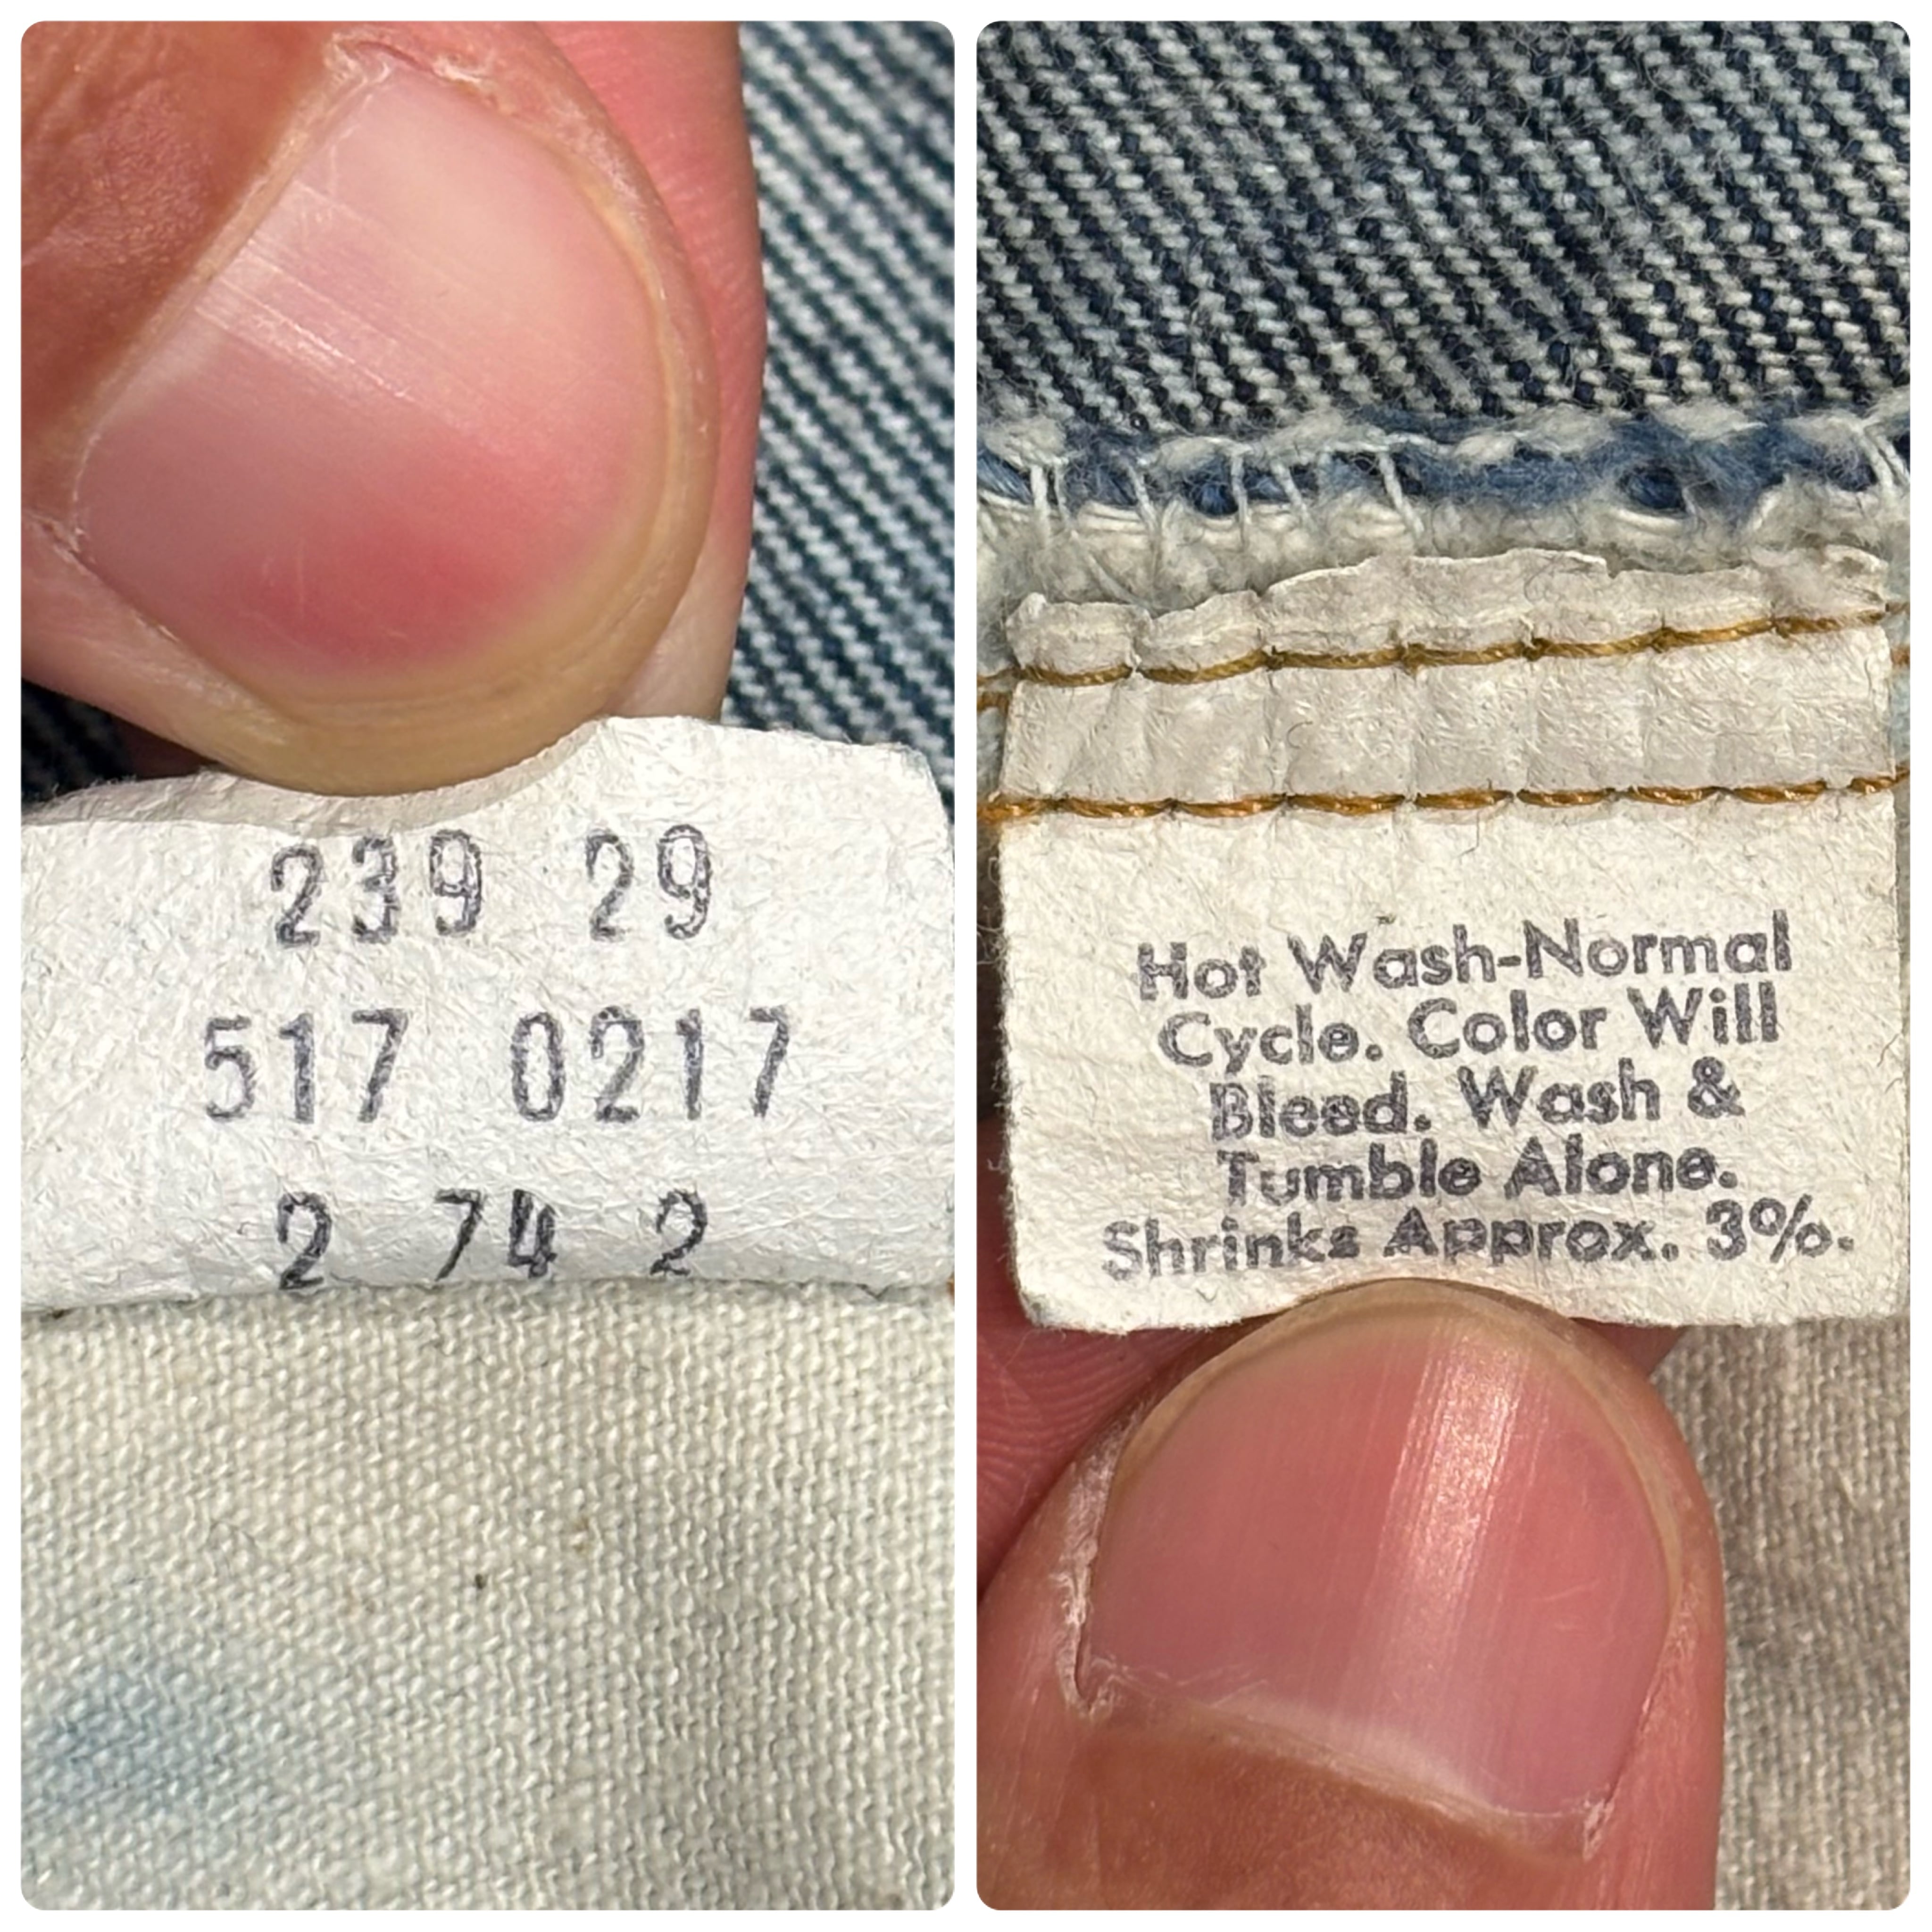 239 29
517 0217
2 74 2
Hot Wash-Normal
Cycle. Color Will
Bleed. Wash &
Tumble Alone.
Shrinks Approx. 3%.